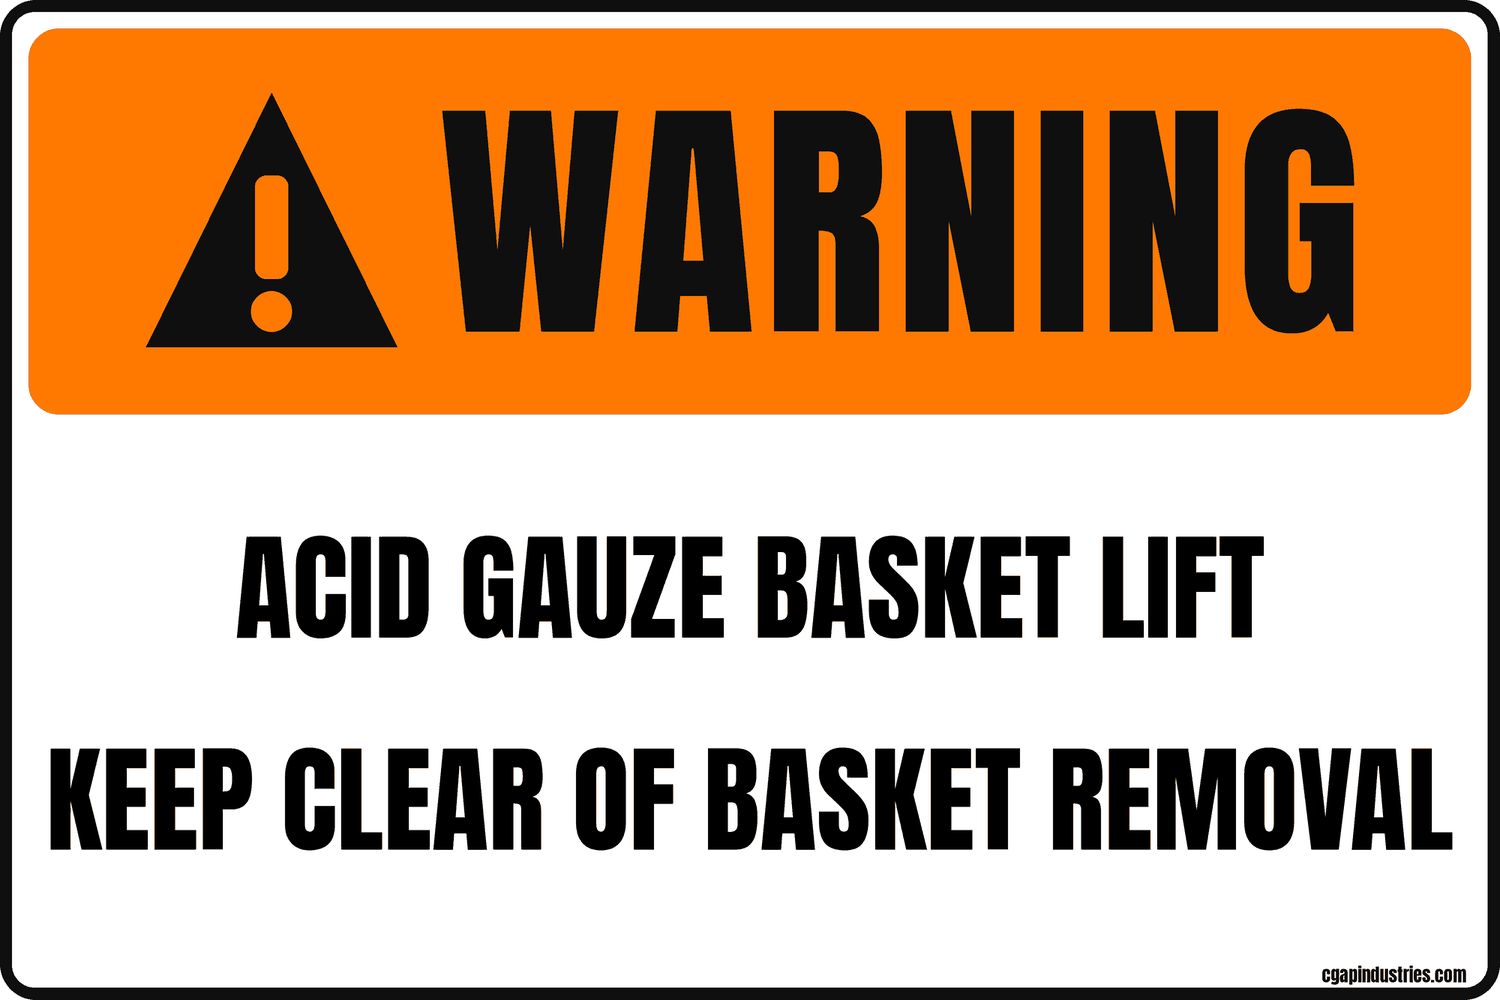 WARNING
ACID GAUZE BASKET LIFT
KEEP CLEAR OF BASKET REMOVAL
cgapindustries.com